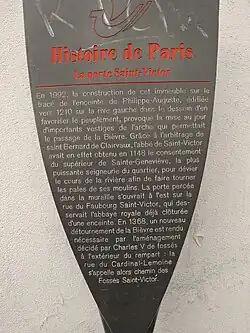 Histoire de Paris
La porte Saint-Victor
En 1992, la construction de cet immeuble sur le
tracé de l'enceinte de Philippe-Auguste, édifiée
vers 1210 sur la rive gauche dans le dessein d'en
favoriser le peuplement, provoqua la mise au jour
d'importants vestiges de l'arche qui permettait
le passage de la Bièvre. Grâce à l'arbitrage de
saint Bernard de Clairvaux, l'abbé de Saint-Victor
avait en effet obtenu en 1148 le consentement
du supérieur de Sainte-Geneviève, la plus
puissante seigneurie du quartier, pour dévier
le cours de la rivière afin de faire tourner
les pales de ses moulins. La porte percée
dans la muraille s'ouvrait à l'est sur la
rue du Faubourg Saint-Victor, qui des-
servait l'abbaye royale déjà clôturée
d'une enceinte. En 1368, un nouveau
détournement de la Bièvre est rendu
nécessaire par l'aménagement
décidé par Charles V de fossés
à l'extérieur du rempart : la
rue du Cardinal-Lemoine
s'appelle alors chemin des
Fossés Saint-Victor.